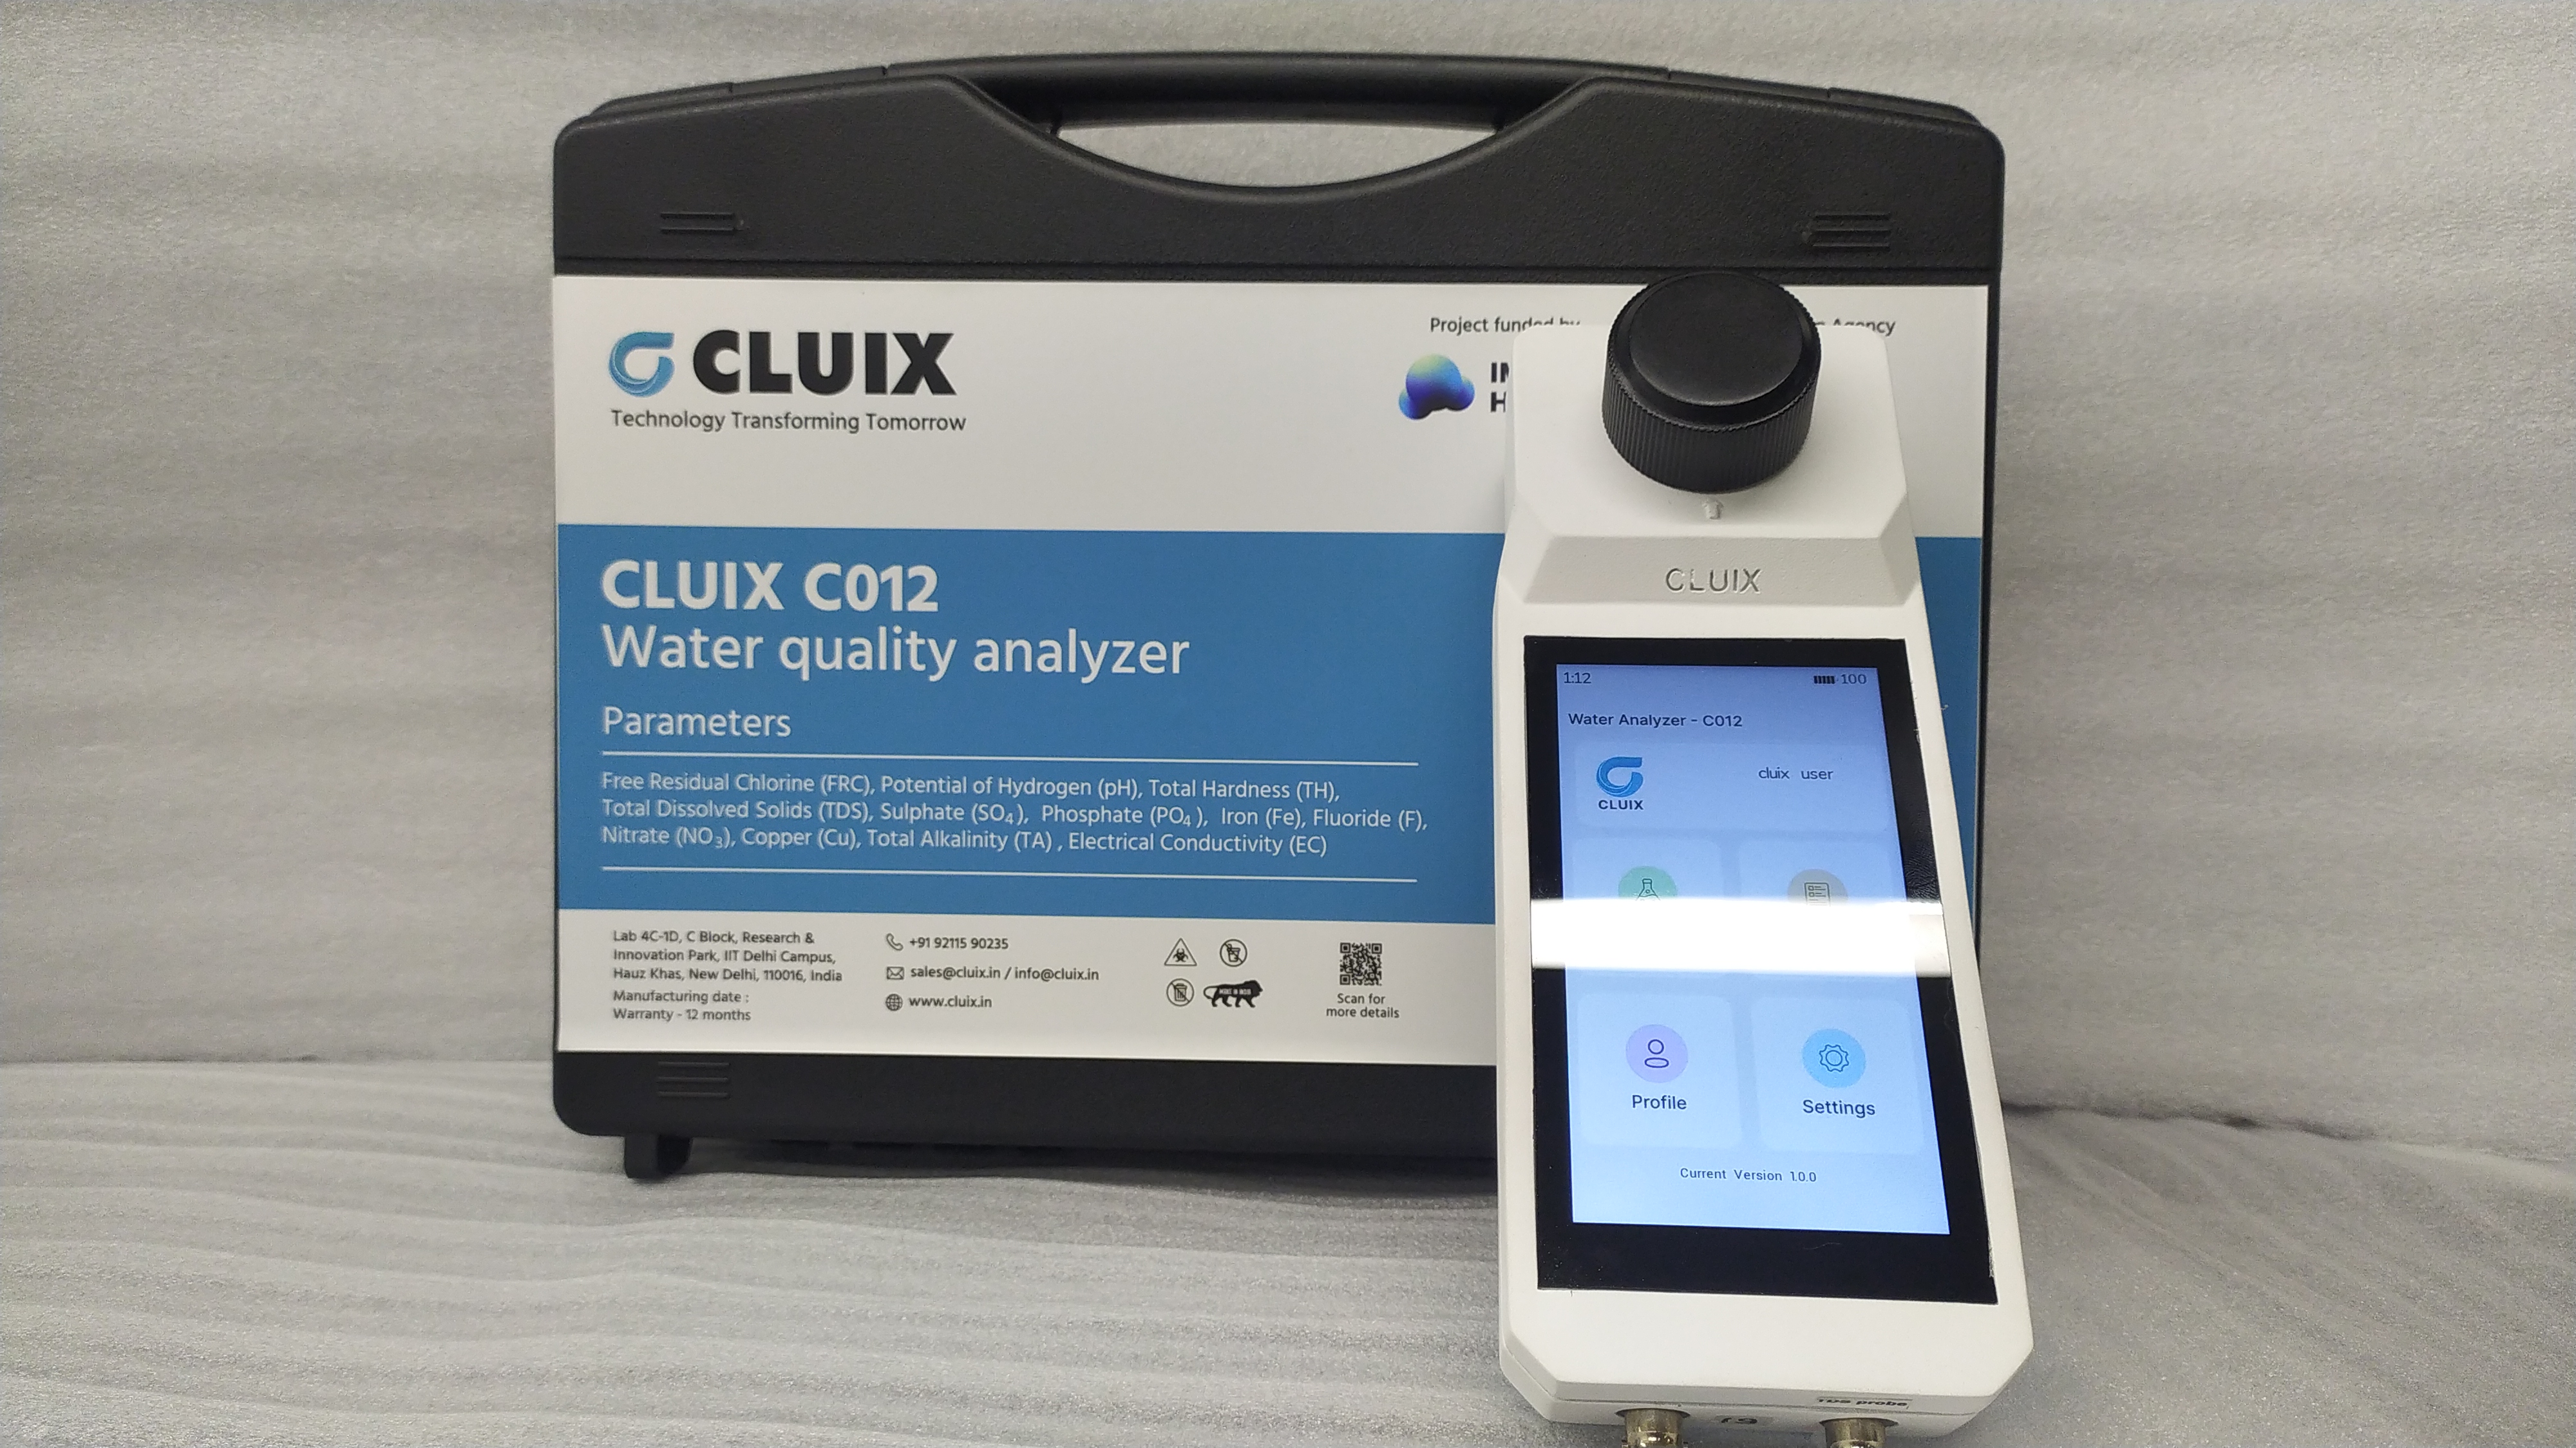 CLUIX
Technology Transforming Tomorrow
Project funded by
Agency
CLUIX C012
Water quality analyzer
Parameters
Free Residual Chlorine (FRC), Potential of Hydrogen (pH), Total Hardness (TH),
Total Dissolved Solids (TDS), Sulphate (SO₄), Phosphate (PO₄), Iron (Fe), Fluoride (F),
Nitrate (NO₃), Copper (Cu), Total Alkalinity (TA) , Electrical Conductivity (EC)
Lab 4C-1D, C Block, Research &
Innovation Park, IIT Delhi Campus,
Hauz Khas, New Delhi, 110016, India
Manufacturing date :
Warranty - 12 months
+91 92115 90235
sales@cluix.in / info@cluix.in
www.cluix.in
MADE IN INDIA
Scan for
more details
CLUIX
1:12 100
Water Analyzer - C012
cluix user
CLUIX
Profile
Settings
Current Version 1.0.0
TDS probe